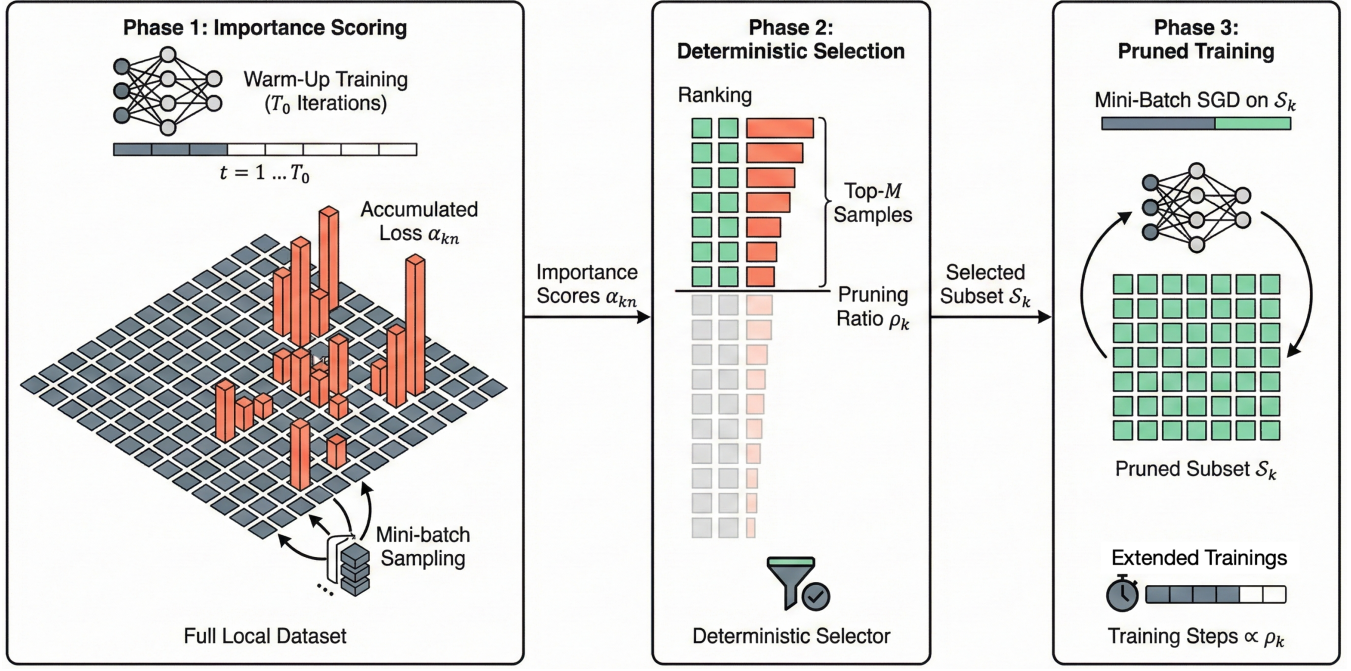 Phase 1: Importance Scoring
Warm-Up Training
(T₀ Iterations)
t = 1 ... T₀
Accumulated
Loss αₖₙ
Mini-batch
Sampling
...
Full Local Dataset
Importance
Scores αₖₙ
Phase 2:
Deterministic Selection
Ranking
Top-M
Samples
Pruning
Ratio ρₖ
Deterministic Selector
Selected
Subset 𝒮ₖ
Phase 3:
Pruned Training
Mini-Batch SGD on 𝒮ₖ
Pruned Subset 𝒮ₖ
Extended Trainings
Training Steps ∝ ρₖ